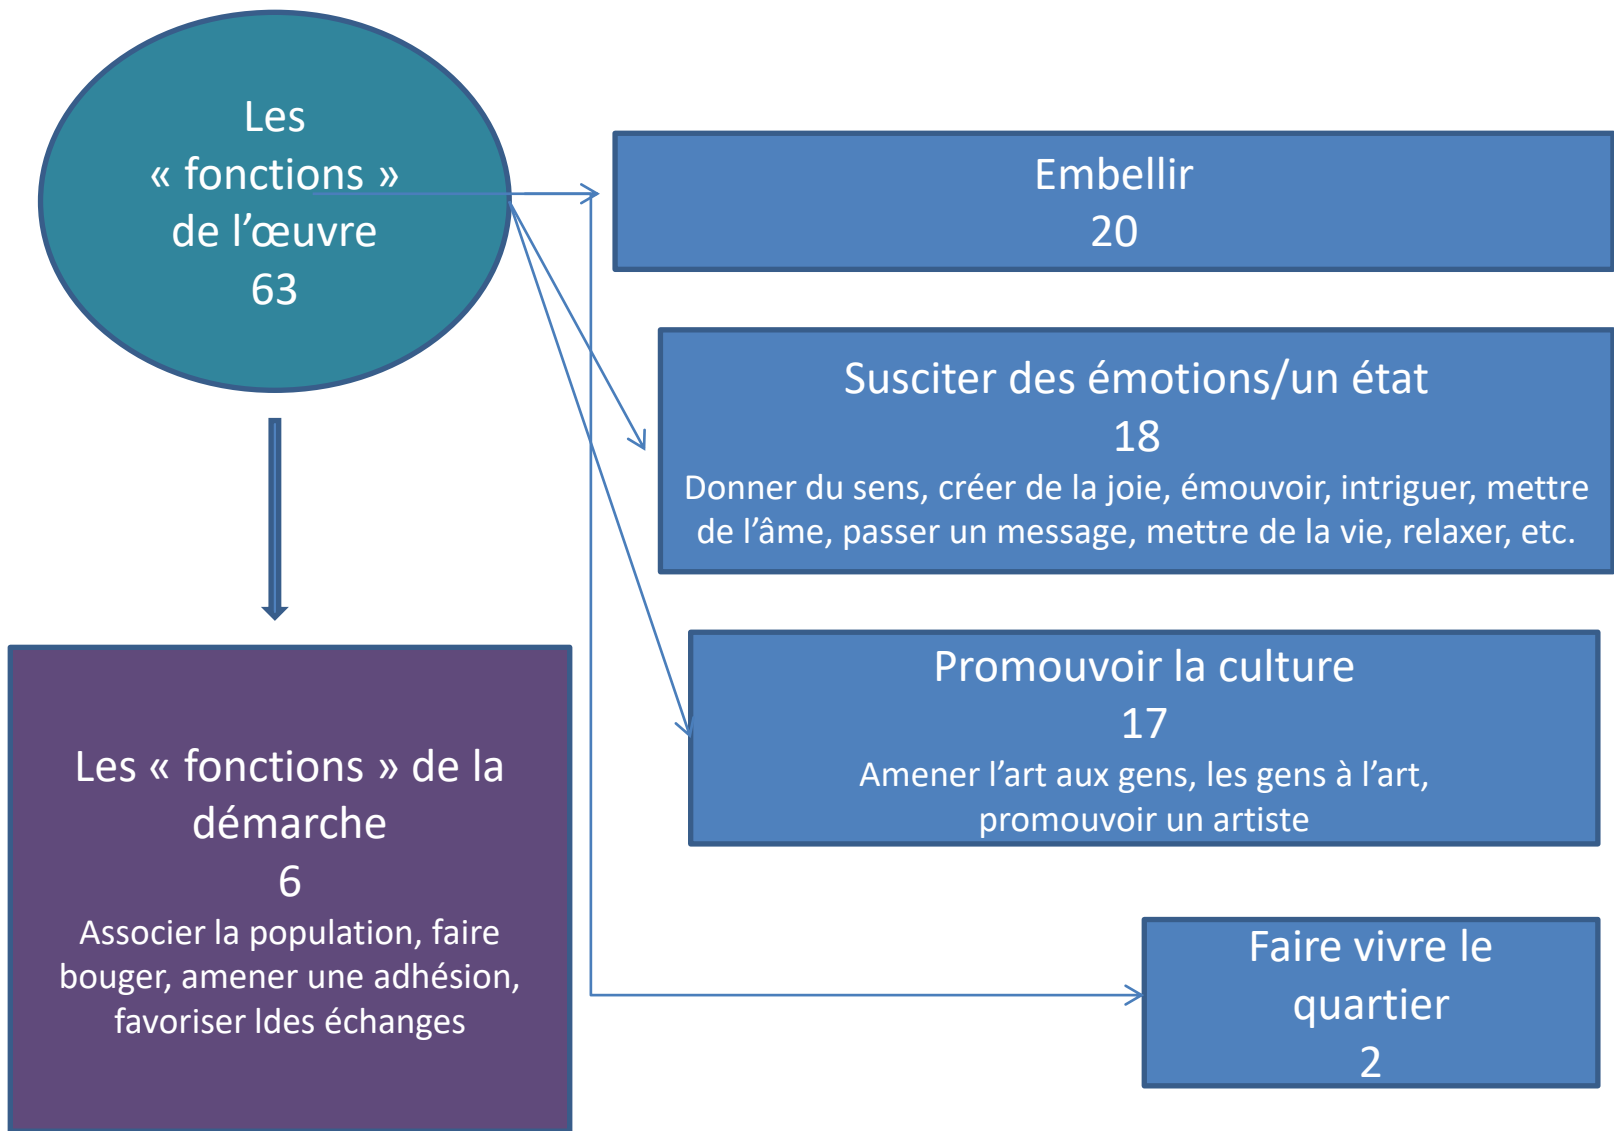 Les
« fonctions »
de l’œuvre
63
Embellir
20
Susciter des émotions/un état
18
Donner du sens, créer de la joie, émouvoir, intriguer, mettre
de l’âme, passer un message, mettre de la vie, relaxer, etc.
Promouvoir la culture
17
Amener l’art aux gens, les gens à l’art,
promouvoir un artiste
Les « fonctions » de la
démarche
6
Associer la population, faire
bouger, amener une adhésion,
favoriser ldes échanges
Faire vivre le
quartier
2